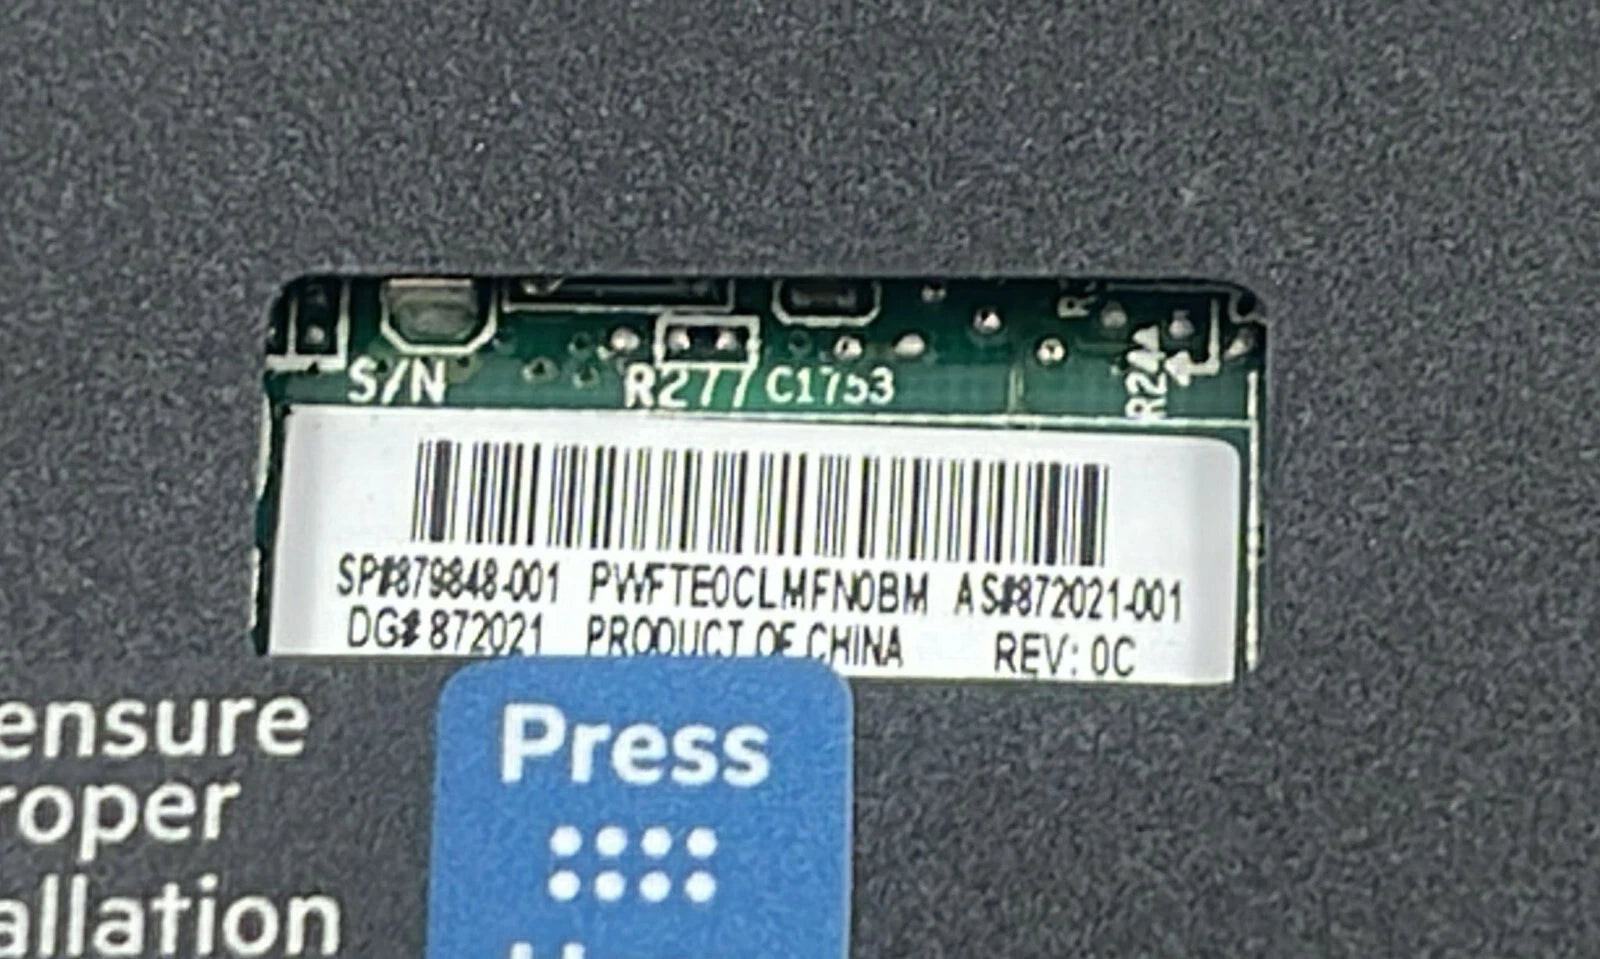 S/N R277 C1753
SP#879848-001 PWFTE0CLMFN0BM AS#872021-001
DG# 872021 PRODUCT OF CHINA REV: 0C
ensure
roper
allation
Press